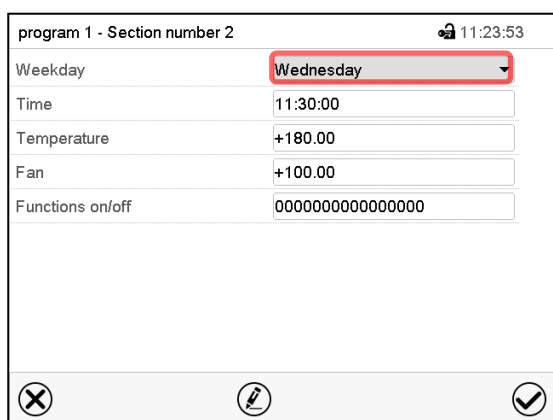 program 1 - Section number 2 11:23:53
Weekday Wednesday
Time 11:30:00
Temperature +180.00
Fan +100.00
Functions on/off 0000000000000000